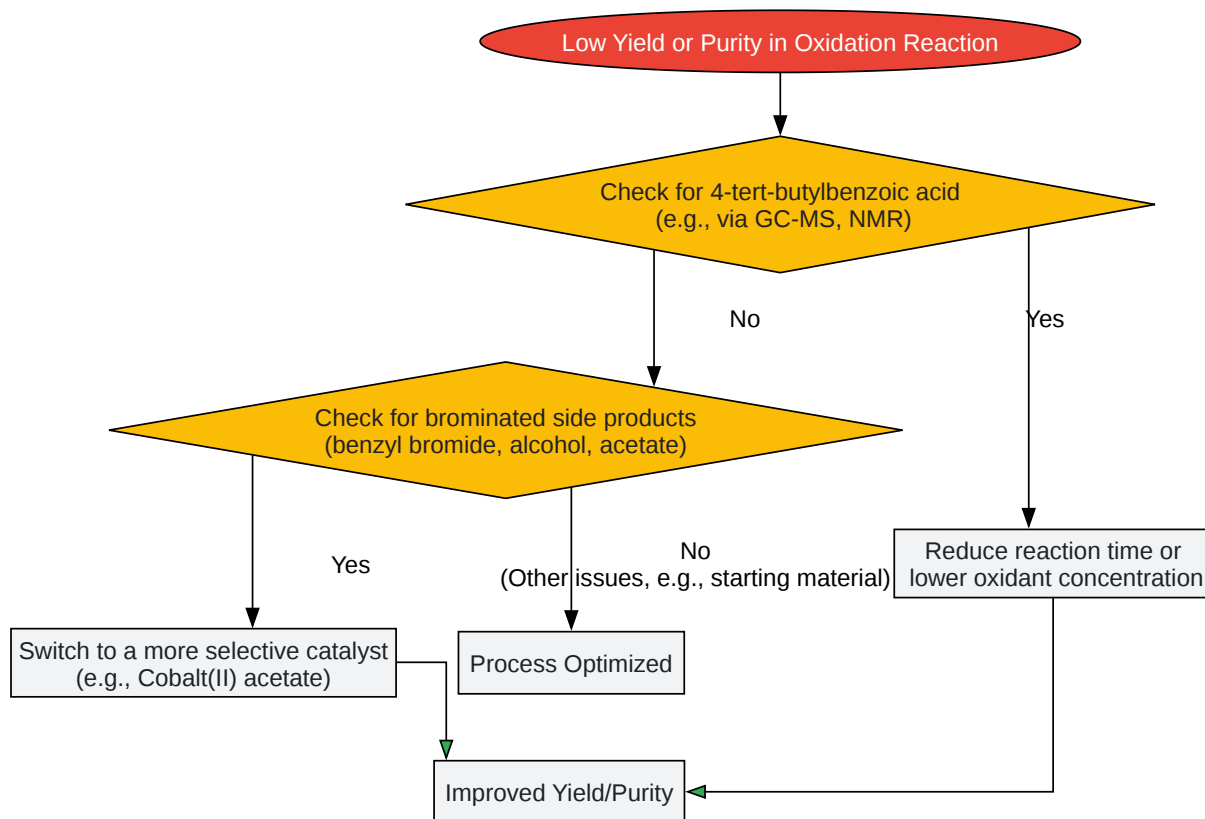 Low Yield or Purity in Oxidation Reaction
Check for 4-tert-butylbenzoic acid
(e.g., via GC-MS, NMR)
No
Yes
Check for brominated side products
(benzyl bromide, alcohol, acetate)
Yes
No
(Other issues, e.g., starting material)
Reduce reaction time or
lower oxidant concentration
Switch to a more selective catalyst
(e.g., Cobalt(II) acetate)
Process Optimized
Improved Yield/Purity